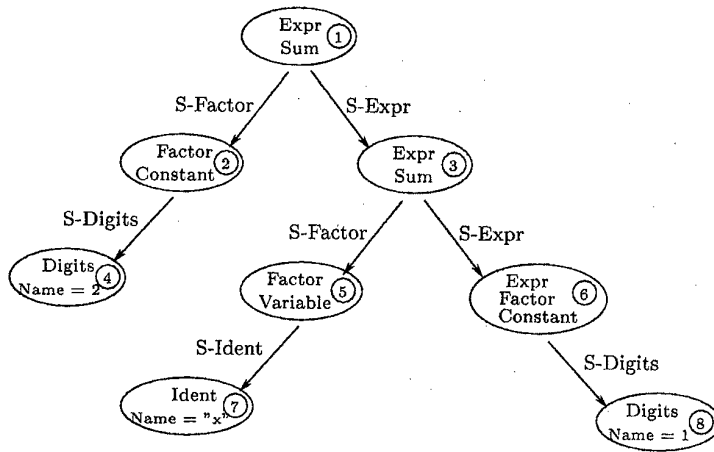 Expr
Sum
1
S-Factor
S-Expr
Factor
Constant
2
Expr
Sum
3
S-Digits
S-Factor
S-Expr
Digits
Name = 2
4
Factor
Variable
5
Expr
Factor
Constant
6
S-Ident
S-Digits
Ident
Name = "x"
7
Digits
Name = 1
8